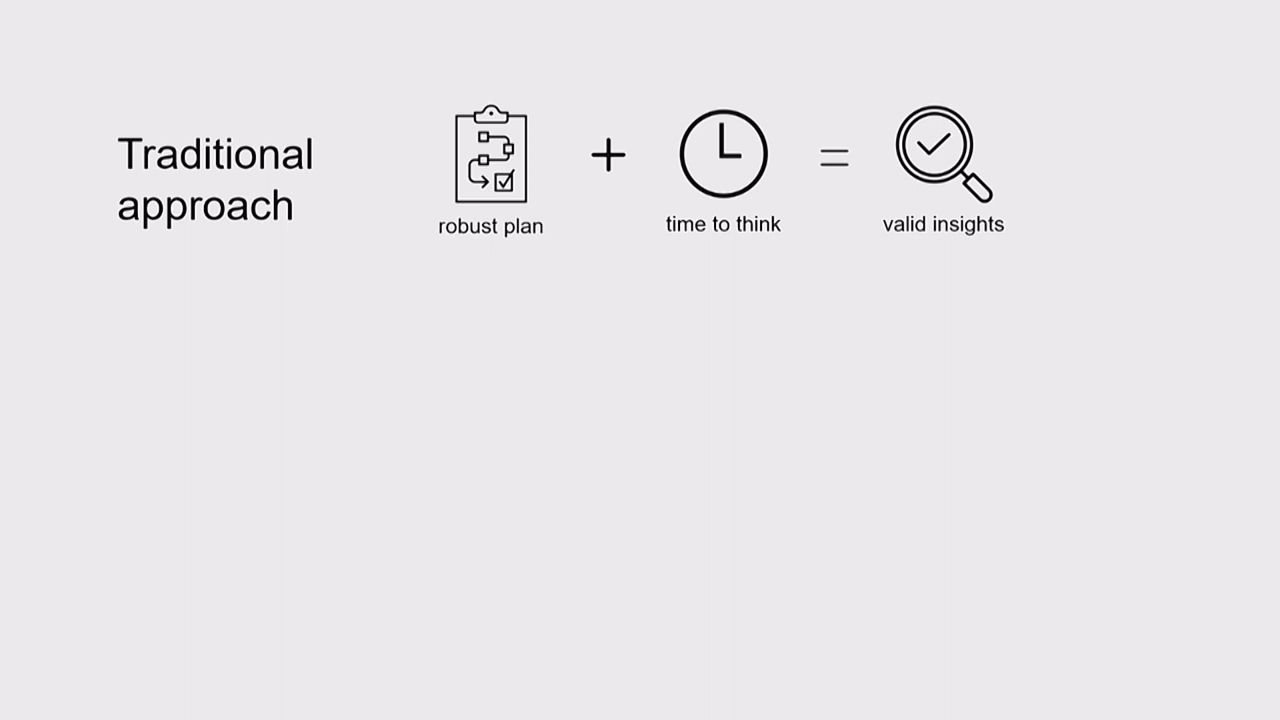 Traditional
approach
robust plan
+
time to think
=
valid insights